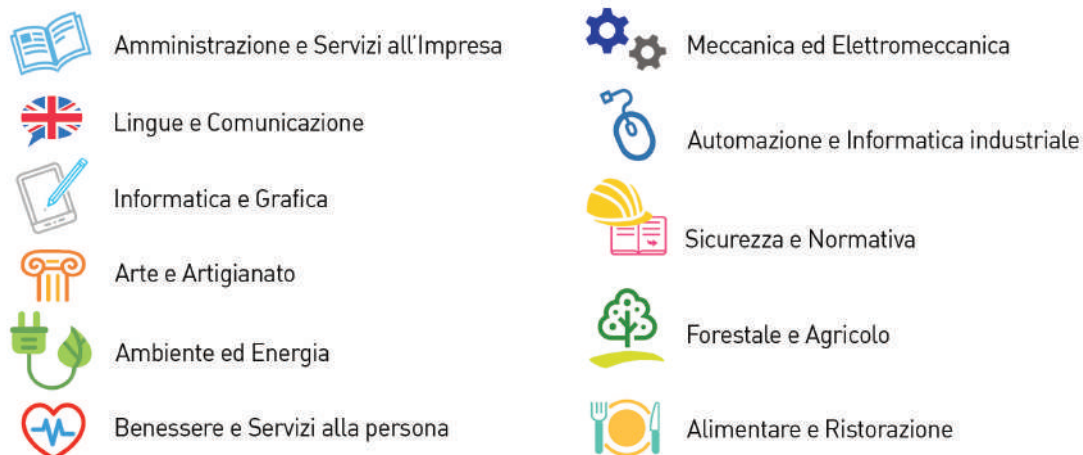 Amministrazione e Servizi all'Impresa
Lingue e Comunicazione
Informatica e Grafica
Arte e Artigianato
Ambiente ed Energia
Benessere e Servizi alla persona
Meccanica ed Elettromeccanica
Automazione e Informatica industriale
Sicurezza e Normativa
Forestale e Agricolo
Alimentare e Ristorazione